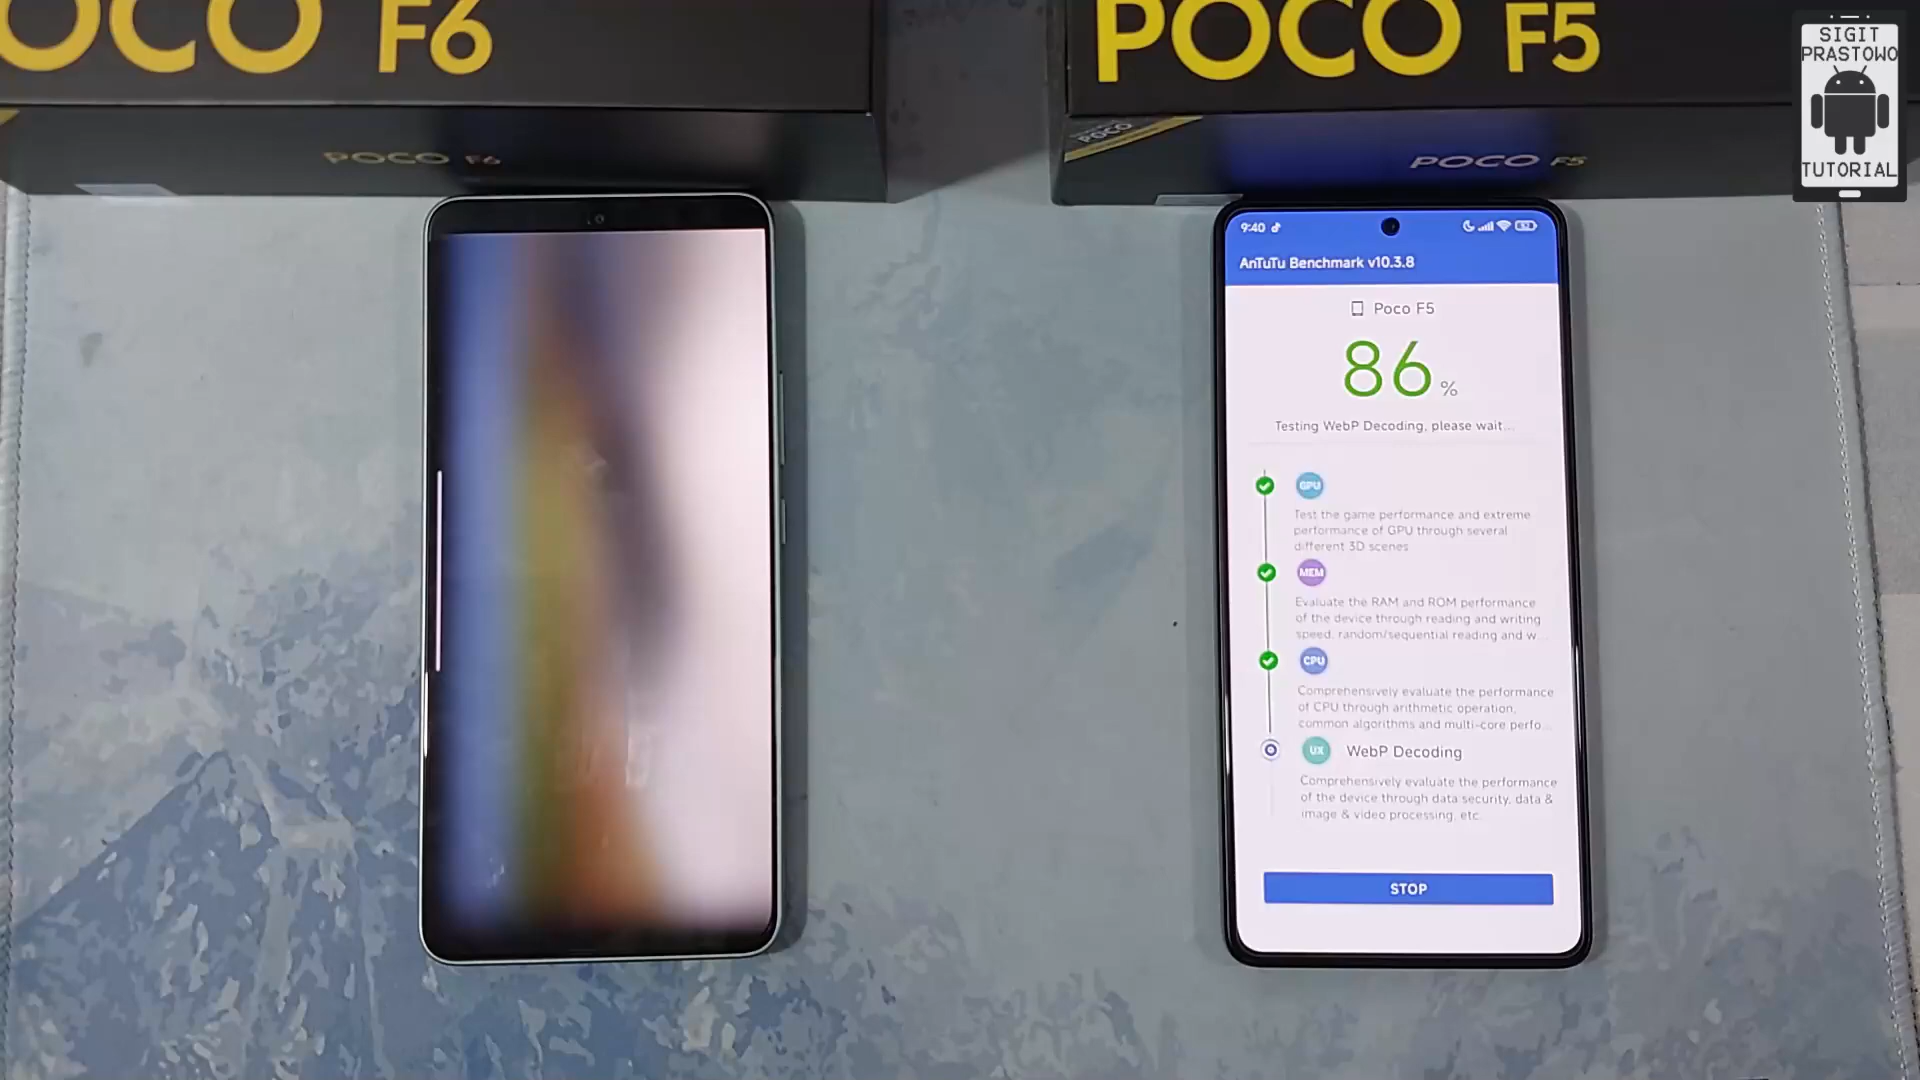 OCO F6
POCO F6
POCO F5
POCO
POCO F5
SIGIT
PRASTOWO
TUTORIAL
9:40
AnTuTu Benchmark v10.3.8
Poco F5
86%
Testing WebP Decoding, please wait...
GPU
Test the game performance and extreme
performance of GPU through several
different 3D scenes
MEM
Evaluate the RAM and ROM performance
of the device through reading and writing
speed, random/sequential reading and w...
CPU
Comprehensively evaluate the performance
of CPU through arithmetic operation,
common algorithms and multi-core perfo...
UX WebP Decoding
Comprehensively evaluate the performance
of the device through data security, data &
image & video processing, etc.
STOP